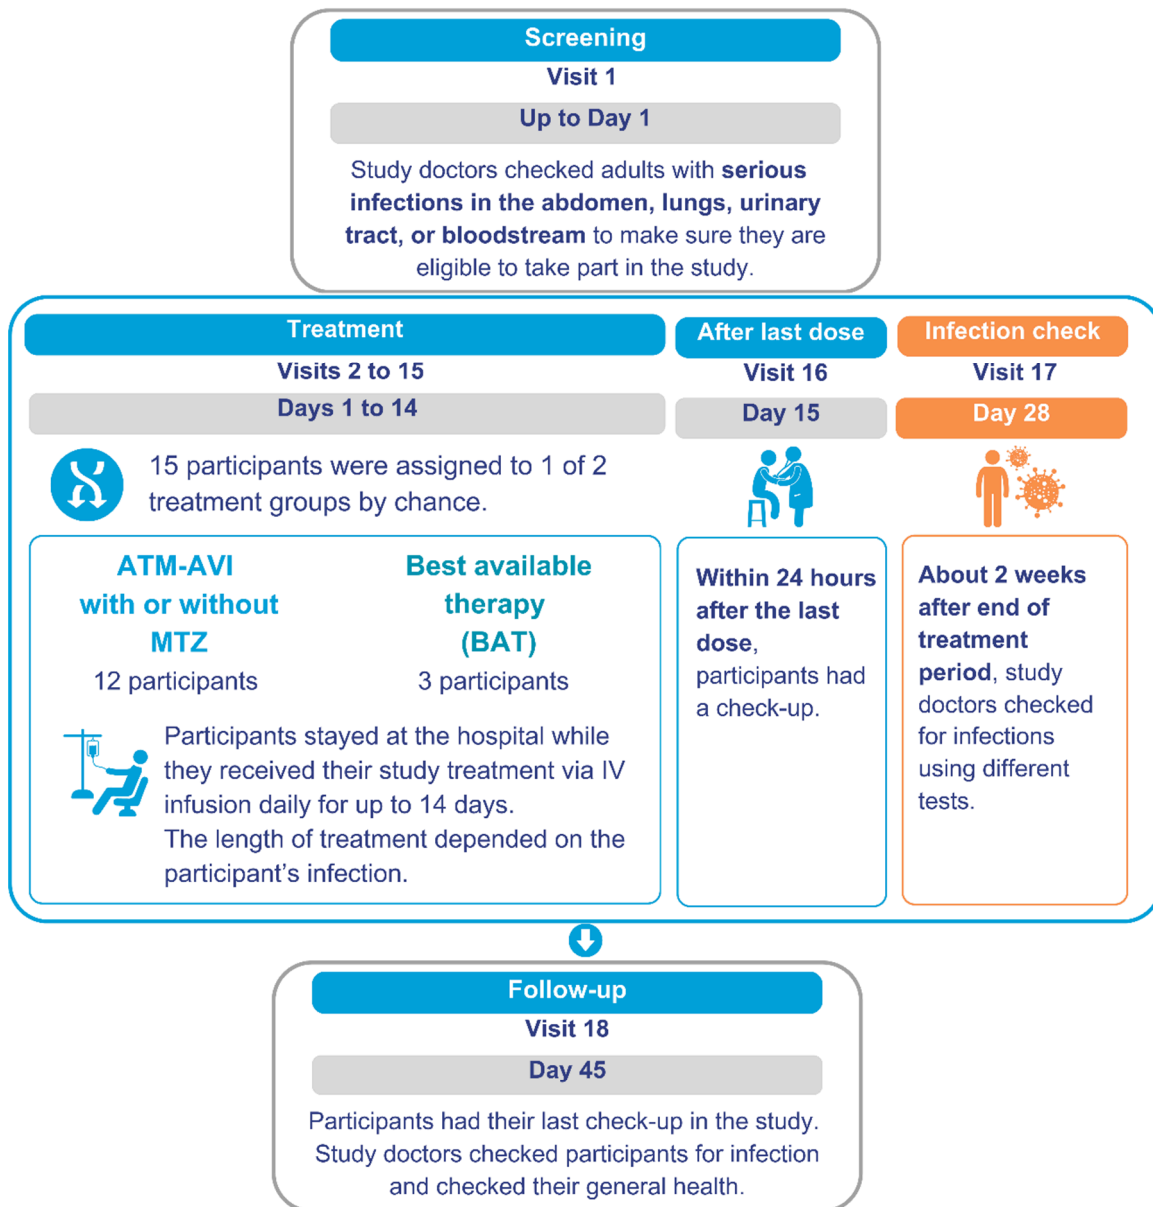 Screening
Visit 1
Up to Day 1
Study doctors checked adults with serious
infections in the abdomen, lungs, urinary
tract, or bloodstream to make sure they are
eligible to take part in the study.
Treatment
Visits 2 to 15
Days 1 to 14
15 participants were assigned to 1 of 2
treatment groups by chance.
ATM-AVI
with or without
MTZ
12 participants
Best available
therapy
(BAT)
3 participants
Participants stayed at the hospital while
they received their study treatment via IV
infusion daily for up to 14 days.
The length of treatment depended on the
participant’s infection.
After last dose
Visit 16
Day 15
Within 24 hours
after the last
dose,
participants had
a check-up.
Infection check
Visit 17
Day 28
About 2 weeks
after end of
treatment
period, study
doctors checked
for infections
using different
tests.
Follow-up
Visit 18
Day 45
Participants had their last check-up in the study.
Study doctors checked participants for infection
and checked their general health.